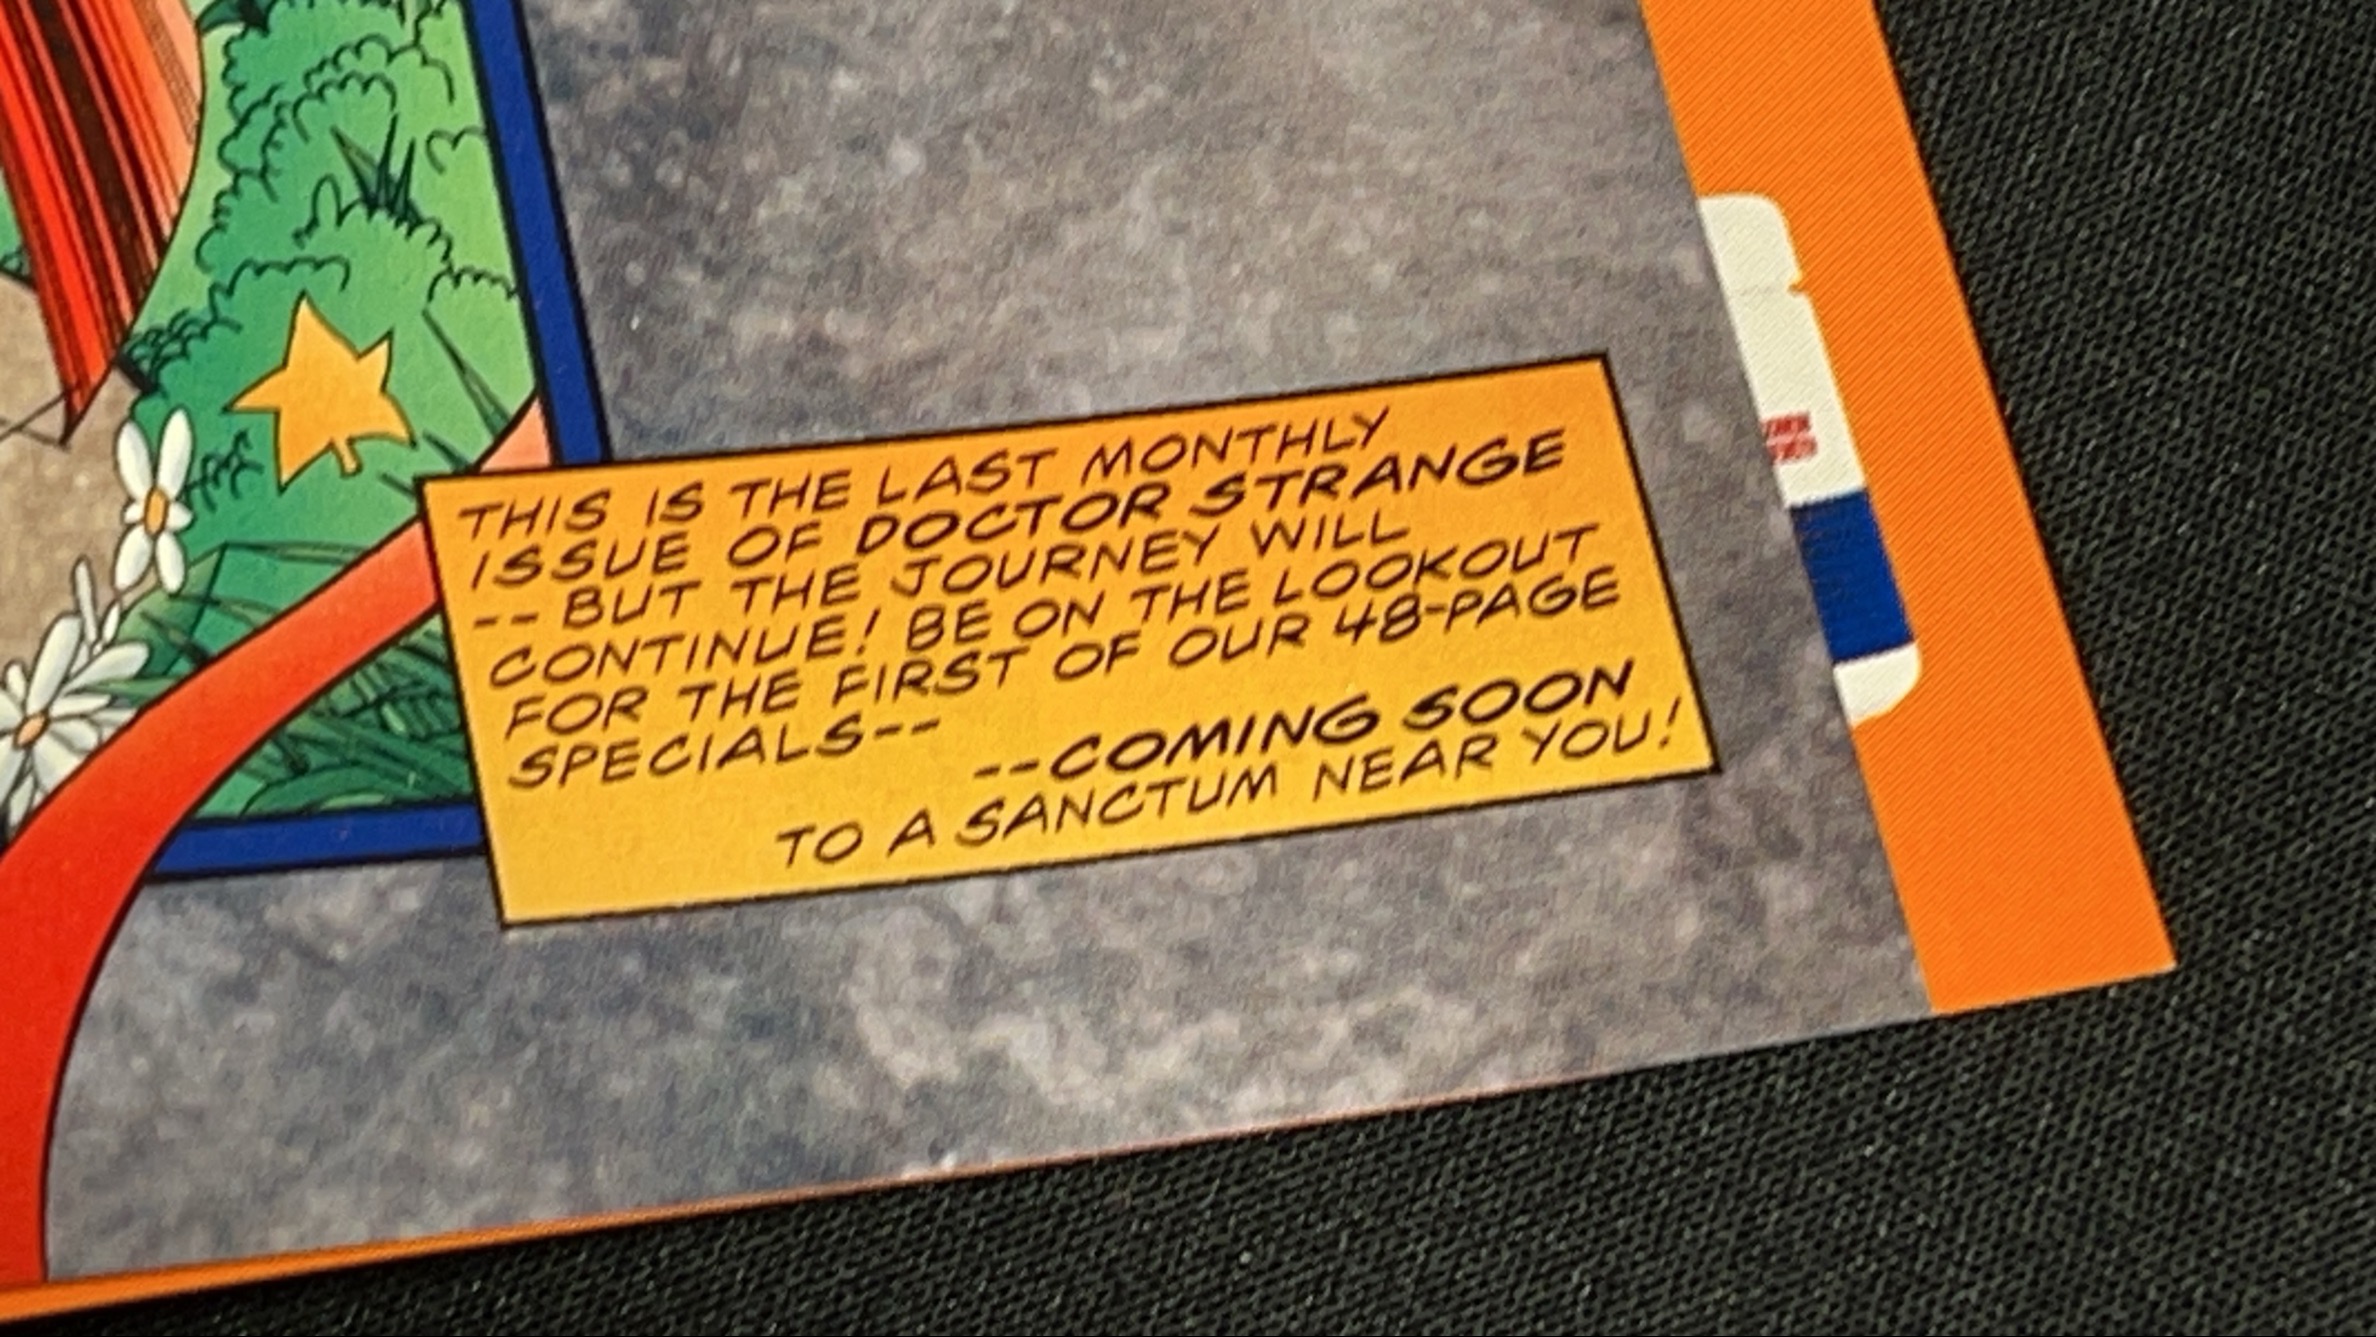 THIS IS THE LAST MONTHLY
ISSUE OF DOCTOR STRANGE
-- BUT THE JOURNEY WILL
CONTINUE! BE ON THE LOOKOUT
FOR THE FIRST OF OUR 48-PAGE
SPECIALS--
--COMING SOON
TO A SANCTUM NEAR YOU!